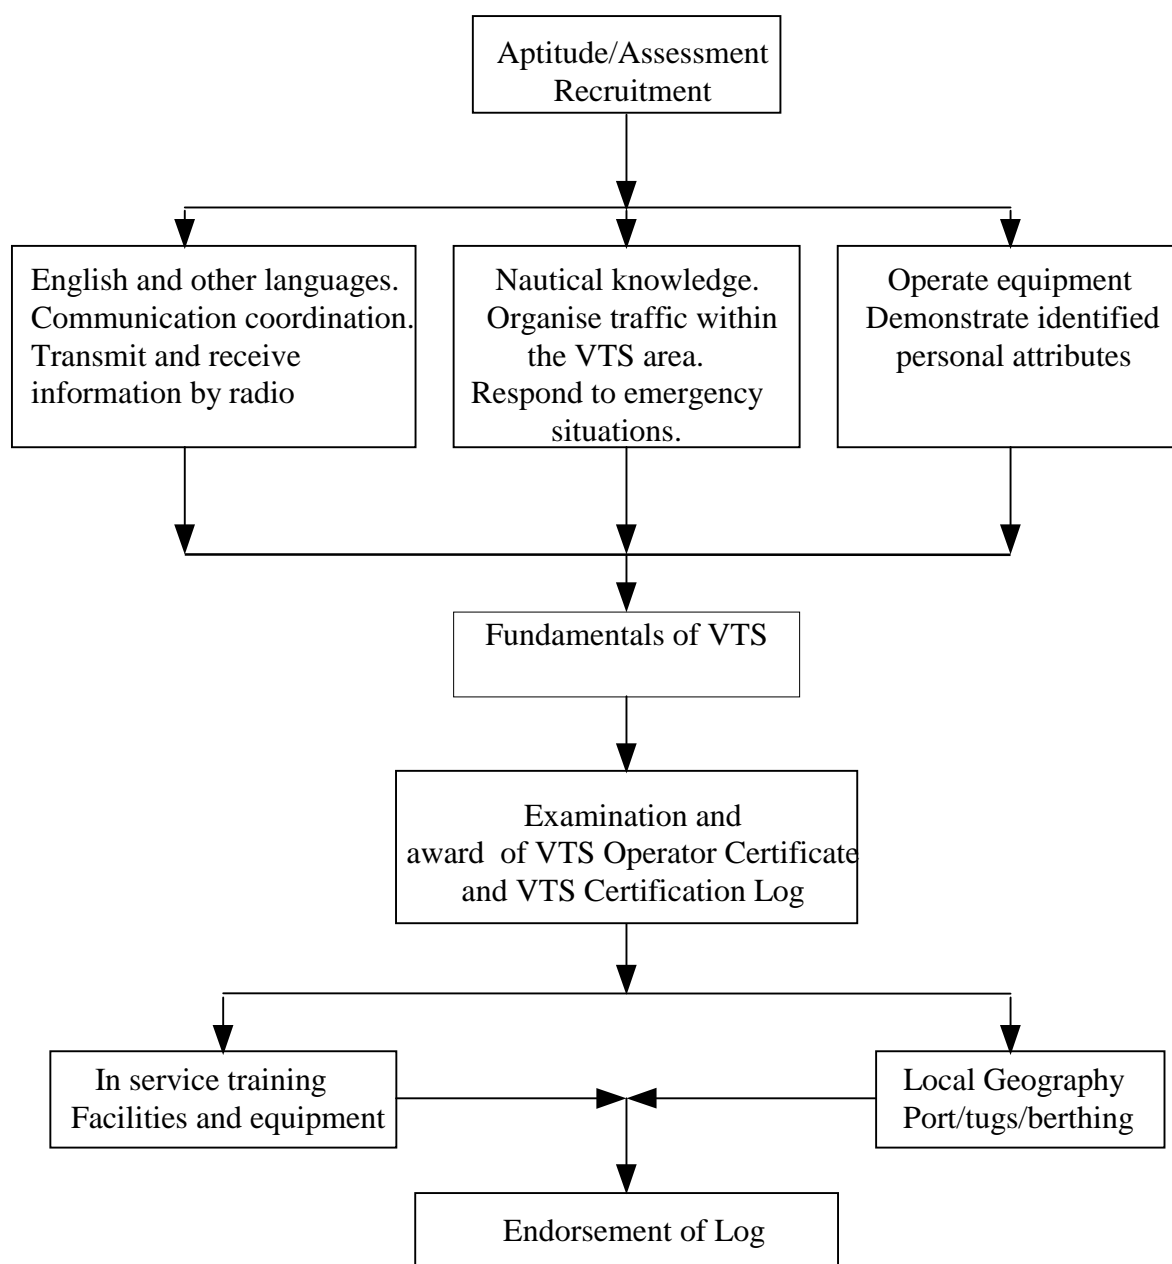 Aptitude/Assessment
Recruitment
English and other languages.
Communication coordination.
Transmit and receive
information by radio
Nautical knowledge.
Organise traffic within
the VTS area.
Respond to emergency
situations.
Operate equipment
Demonstrate identified
personal attributes
Fundamentals of VTS
Examination and
award of VTS Operator Certificate
and VTS Certification Log
In service training
Facilities and equipment
Local Geography
Port/tugs/berthing
Endorsement of Log